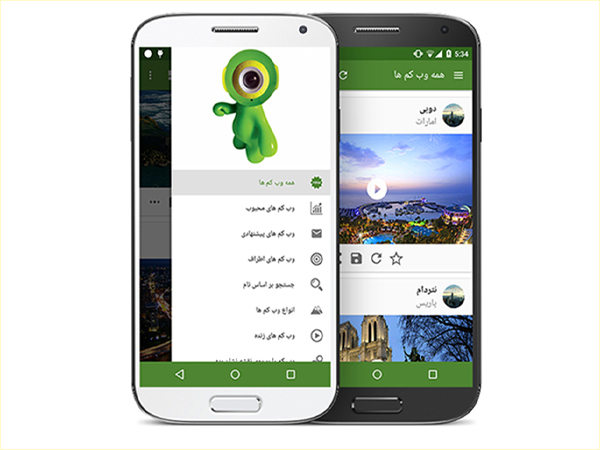 همه وب کم ها
وب کم های محبوب
وب کم های پیشنهادی
وب کم های اطراف
جستجو بر اساس نام
انواع وب کم ها
وب کم های زنده
5:34
همه وب کم ها
دوبی
امارات
نتردام
پاریس